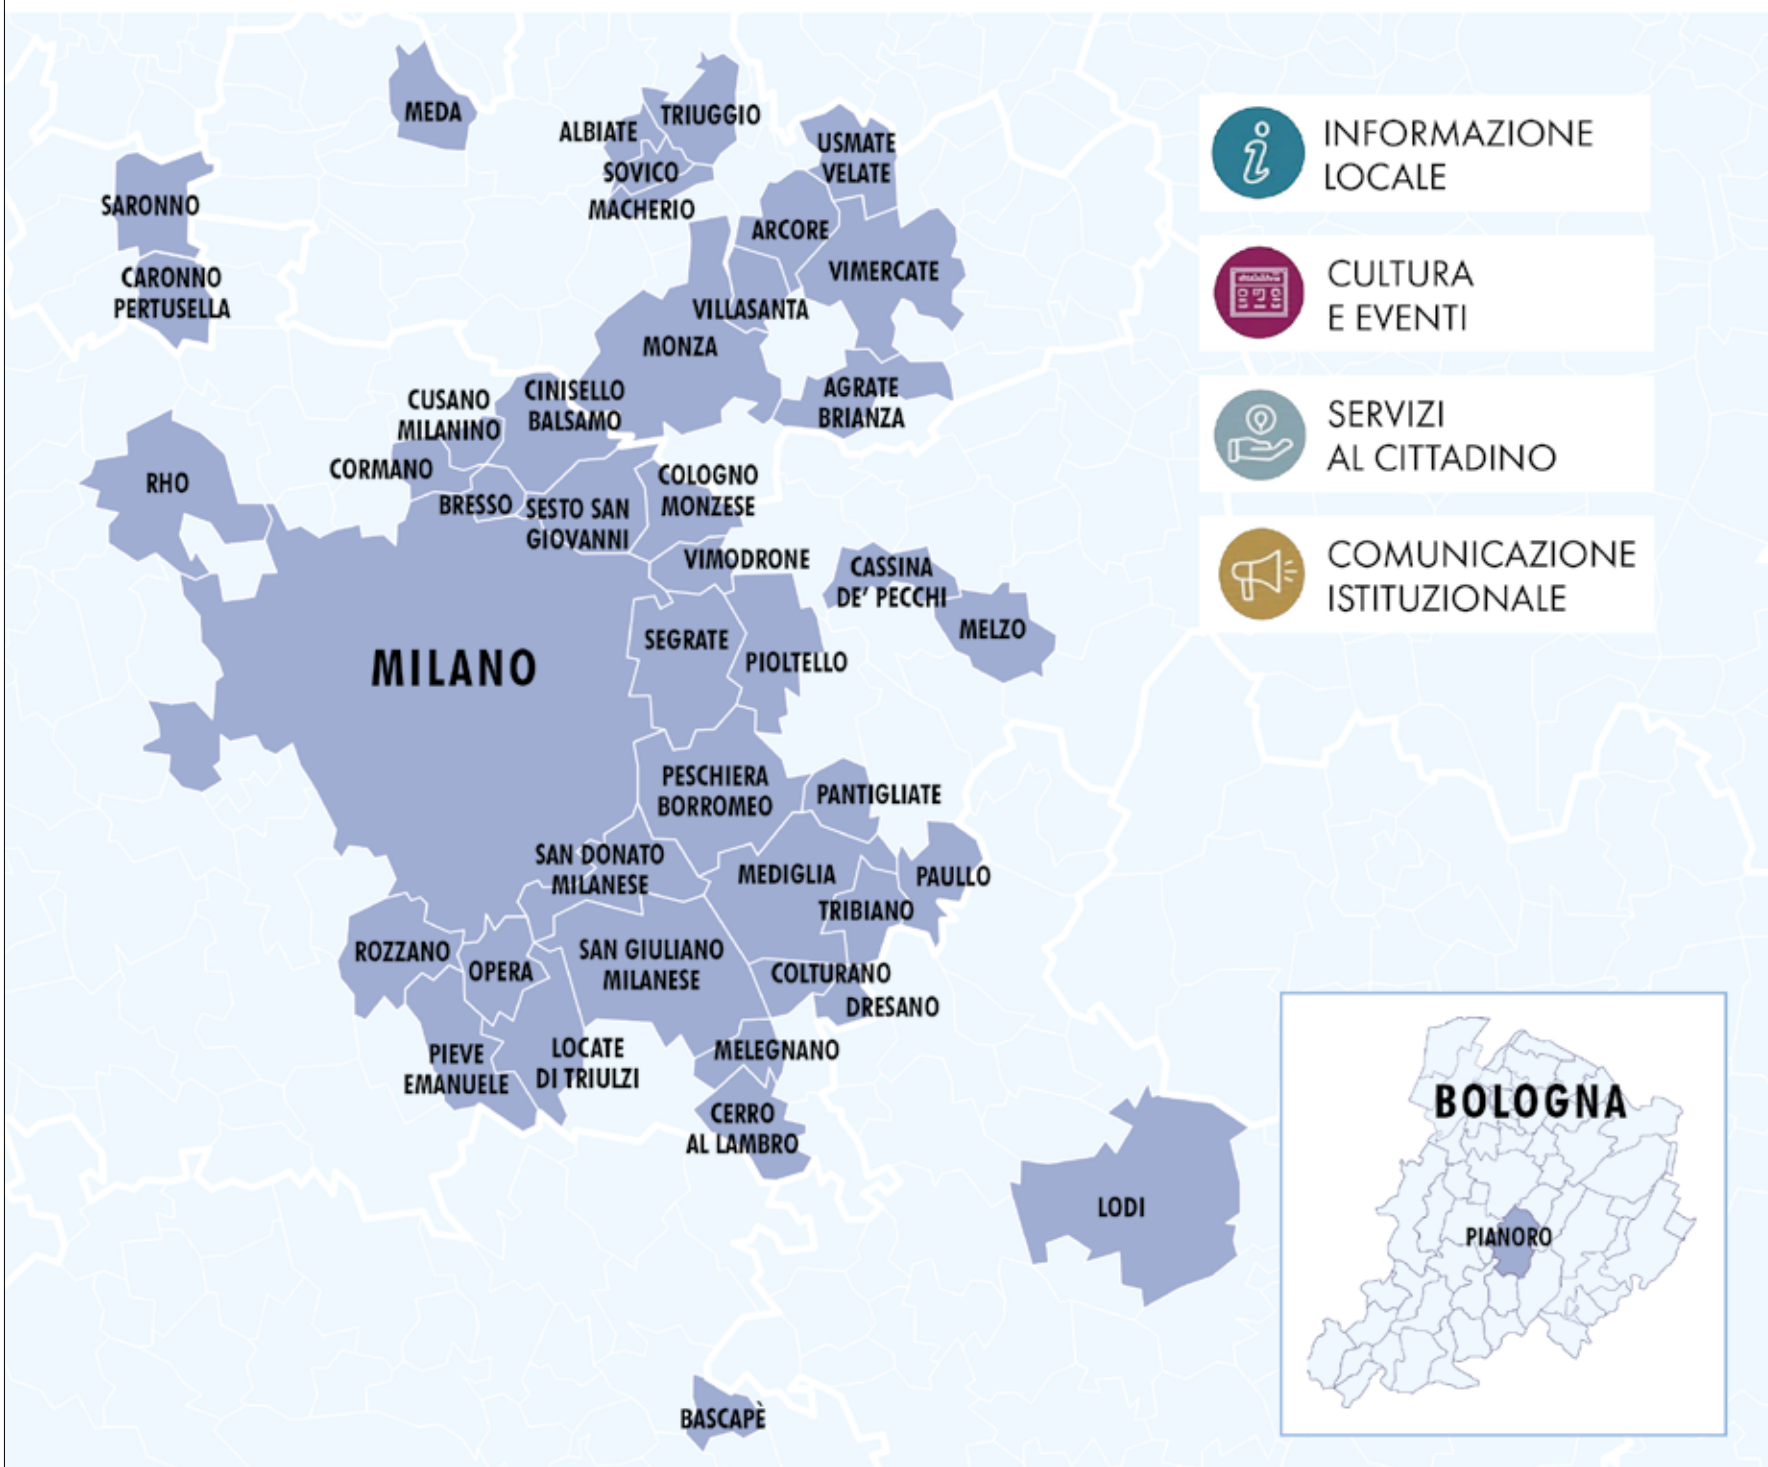 MEDA
TRIUGGIO
ALBIATE
USMATE
VELATE
SOVICO
SARONNO
MACHERIO
ARCORE
CARONNO
PERTUSELLA
VIMERCATE
VILLASANTA
MONZA
CINISELLO
BALSAMO
CUSANO
MILANINO
AGRATE
BRIANZA
CORMANO
RHO
COLOGNO
MONZESE
BRESSO
SESTO SAN
GIOVANNI
VIMODRONE
CASSINA
DE' PECCHI
MELZO
SEGRATE
PIOLTELLO
MILANO
PESCHIERA
BORROMEO
PANTIGLIATE
SAN DONATO
MILANESE
MEDIGLIA
PAULLO
TRIBIANO
ROZZANO
OPERA
SAN GIULIANO
MILANESE
COLTURANO
DRESANO
PIEVE
EMANUELE
LOCATE
DI TRIULZI
MELEGNANO
CERRO
AL LAMBRO
LODI
BASCAPÈ
INFORMAZIONE
LOCALE
CULTURA
E EVENTI
SERVIZI
AL CITTADINO
COMUNICAZIONE
ISTITUZIONALE
BOLOGNA
PIANORO